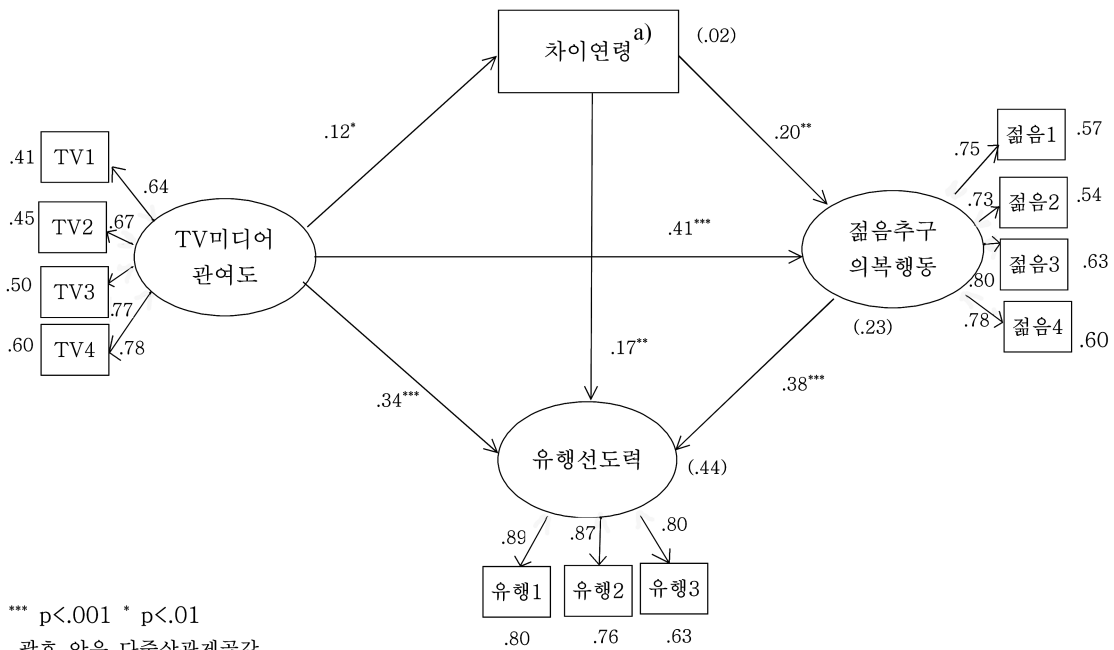 차이연령a)
(.02)
.12*
.20**
TV1
.41
.64
TV2
.45
.67
TV3
.50
.77
TV4
.60
.78
TV미디어
관여도
.41***
젊음추구
의복행동
(.23)
.75
젊음1
.57
.73
젊음2
.54
.80
젊음3
.63
.78
젊음4
.60
.17**
.34***
.38***
유행선도력
(.44)
.89
.87
.80
유행1
유행2
유행3
.80
.76
.63
*** p<.001 * p<.01